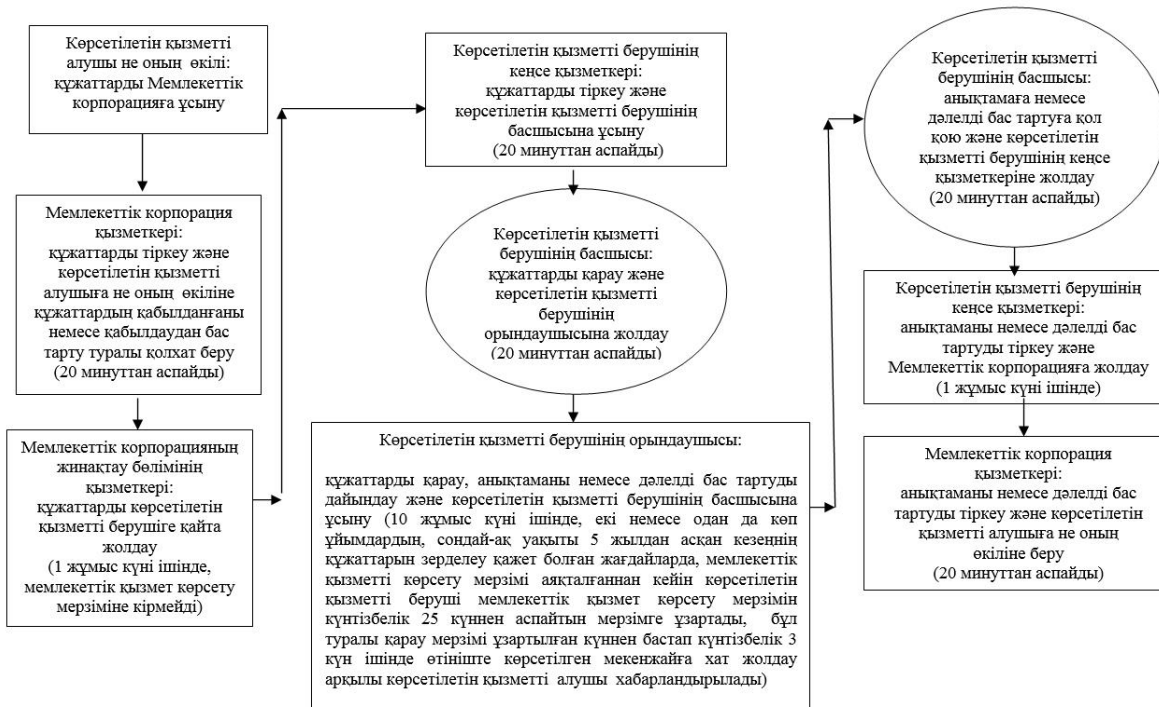 Көрсетілетін қызметті
алушы не оның өкілі:
құжаттарды Мемлекеттік
корпорацияға ұсыну
Мемлекеттік корпорация
қызметкері:
құжаттарды тіркеу және
көрсетілетін қызметті
алушыға не оның өкіліне
құжаттардың қабылданғаны
немесе қабылдаудан бас
тарту туралы қолхат беру
(20 минуттан аспайды)
Мемлекеттік корпорацияның
жинақтау бөлімінің
қызметкері:
құжаттарды көрсетілетін
қызметті берушіге қайта
жолдау
(1 жұмыс күні ішінде,
мемлекеттік қызмет көрсету
мерзіміне кірмейді)
Көрсетілетін қызметті берушінің
кеңсе қызметкері:
құжаттарды тіркеу және
көрсетілетін қызметті берушінің
басшысына ұсыну
(20 минуттан аспайды)
Көрсетілетін қызметті
берушінің басшысы:
құжаттарды қарау және
көрсетілетін қызметті
берушінің
орындаушысына жолдау
(20 минуттан аспайды)
Көрсетілетін қызметті берушінің орындаушысы:
құжаттарды қарау, анықтаманы немесе дәлелді бас тартуды
дайындау және көрсетілетін қызметті берушінің басшысына
ұсыну (10 жұмыс күні ішінде, екі немесе одан да көп
ұйымдардың, сондай-ақ уақыты 5 жылдан асқан кезеңнің
құжаттарын зерделеу қажет болған жағдайларда, мемлекеттік
қызметті көрсету мерзімі аяқталғаннан кейін көрсетілетін
қызметті беруші мемлекеттік қызмет көрсету мерзімін
күнтізбелік 25 күннен аспайтын мерзімге ұзартады, бұл
туралы қарау мерзімі ұзартылған күннен бастап күнтізбелік 3
күн ішінде өтініште көрсетілген мекенжайға хат жолдау
арқылы көрсетілетін қызметті алушы хабарландырылады)
Көрсетілетін қызметті
берушінің басшысы:
анықтамаға немесе
дәлелді бас тартуға қол
қою және көрсетілетін
қызметті берушінің кеңсе
қызметкеріне жолдау
(20 минуттан аспайды)
Көрсетілетін қызметті берушінің
кеңсе қызметкері:
анықтаманы немесе дәлелді бас
тартуды тіркеу және
Мемлекеттік корпорацияға жолдау
(1 жұмыс күні ішінде)
Мемлекеттік корпорация
қызметкері:
анықтаманы немесе дәлелді бас
тартуды тіркеу және көрсетілетін
қызметті алушыға не оның
өкіліне беру
(20 минуттан аспайды)